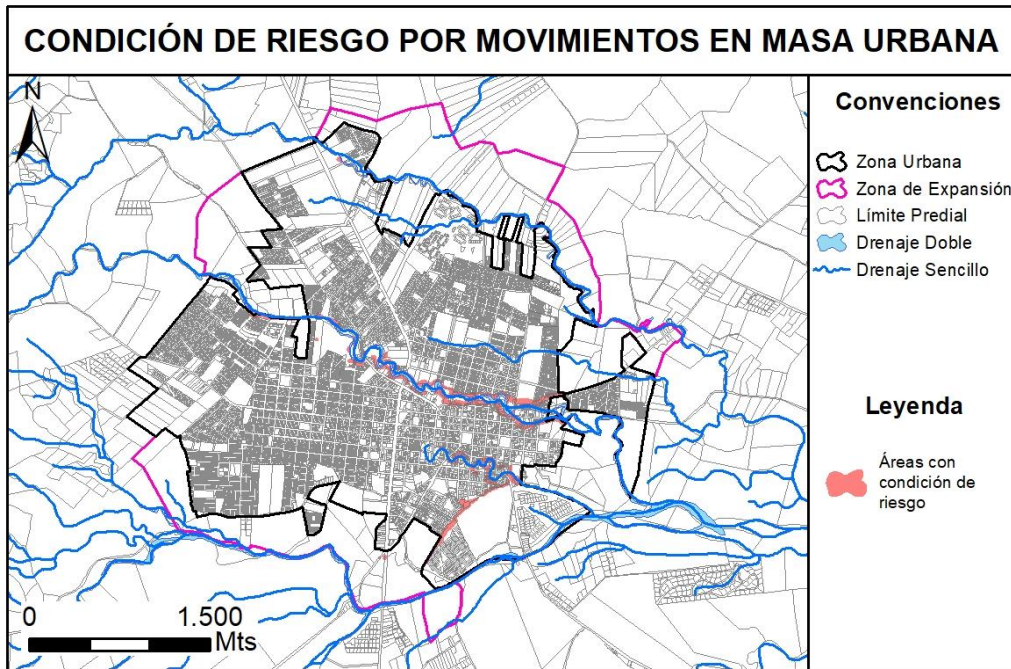 CONDICIÓN DE RIESGO POR MOVIMIENTOS EN MASA URBANA
N
Convenciones
Zona Urbana
Zona de Expansión
Límite Predial
Drenaje Doble
Drenaje Sencillo
Leyenda
Áreas con
condición de
riesgo
0 1.500
Mts